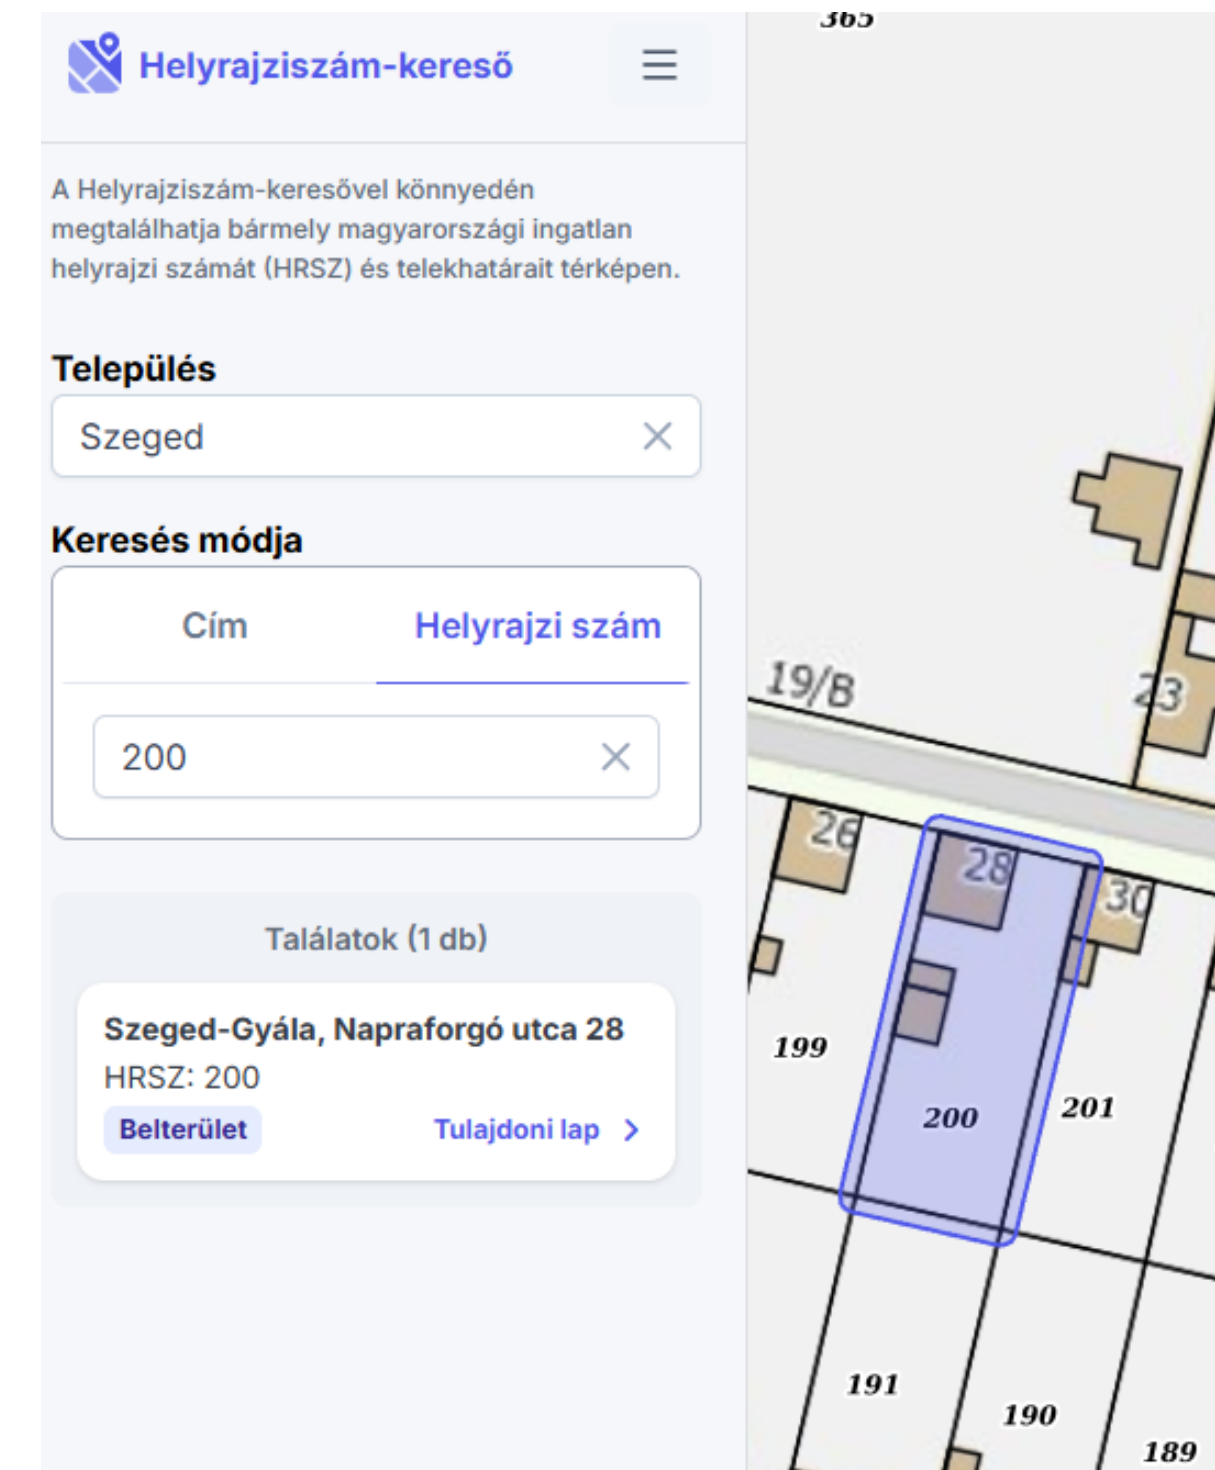 Helyrajziszám-kereső
A Helyrajziszám-keresővel könnyedén
megtalálhatja bármely magyarországi ingatlan
helyrajzi számát (HRSZ) és telekhatárait térképen.
Település
Szeged
Keresés módja
Cím
Helyrajzi szám
200
Találatok (1 db)
Szeged-Gyála, Napraforgó utca 28
HRSZ: 200
Belterület
Tulajdoni lap
365
19/B
23
26
28
30
199
200
201
191
190
189